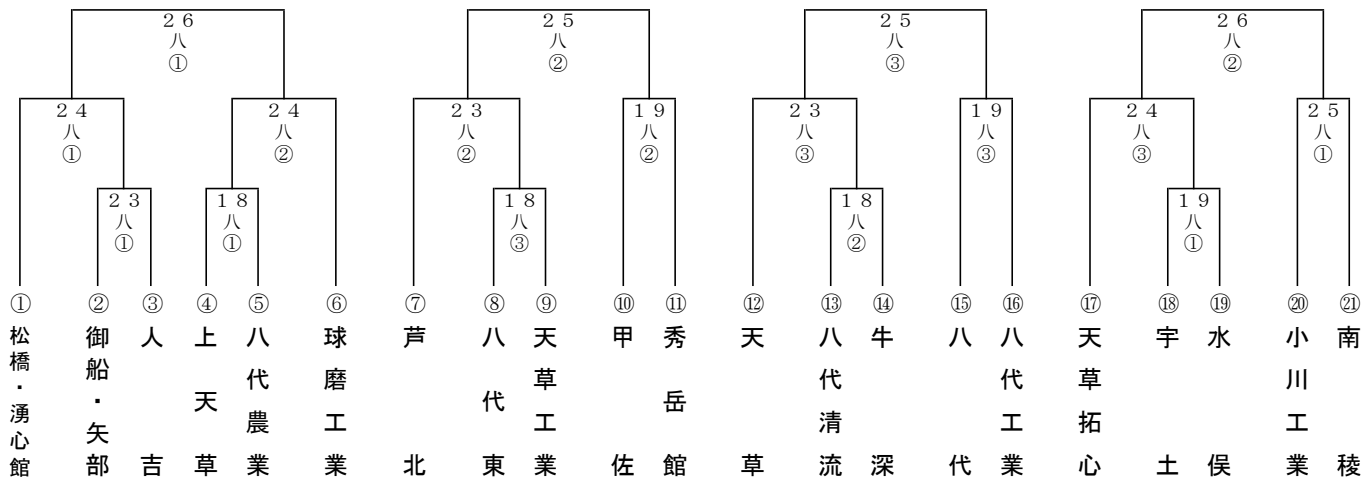 ２６
八
①
２５
八
②
２５
八
③
２６
八
②
２４
八
①
２４
八
②
２３
八
②
１９
八
②
２３
八
③
１９
八
③
２４
八
③
２５
八
①
２３
八
①
１８
八
①
１８
八
③
１８
八
②
１９
八
①
① 松橋・湧心館
② 御船・矢部
③ 人吉
④ 上天草
⑤ 八代農業
⑥ 球磨工業
⑦ 芦北
⑧ 八代東
⑨ 天草工業
⑩ 甲佐
⑪ 秀岳館
⑫ 天草
⑬ 八代清流
⑭ 牛深
⑮ 八代
⑯ 八代工業
⑰ 天草拓心
⑱ 宇土
⑲ 水俣
⑳ 小川工業
㉑ 南稜